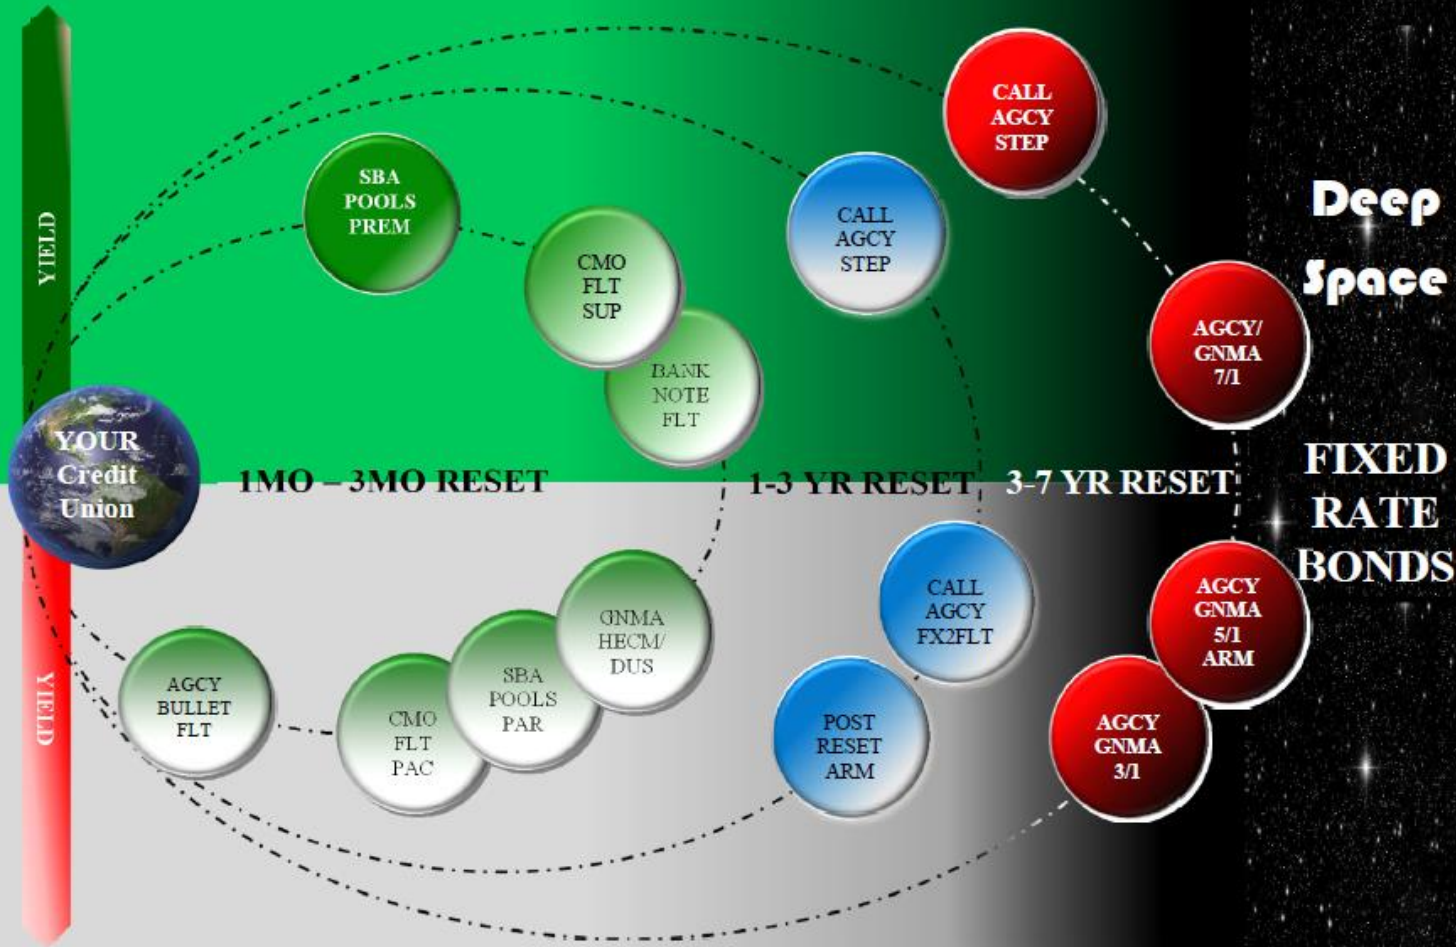 YIELD
YOUR
Credit
Union
YIELD
SBA
POOLS
PREM
CMO
FLT
SUP
BANK
NOTE
FLT
CALL
AGCY
STEP
CALL
AGCY
STEP
AGCY/
GNMA
7/1
Deep
Space
1MO – 3MO RESET
1-3 YR RESET
3-7 YR RESET
FIXED
RATE
BONDS
AGCY
BULLET
FLT
CMO
FLT
PAC
SBA
POOLS
PAR
GNMA
HECM/
DUS
POST
RESET
ARM
CALL
AGCY
FX2FLT
AGCY
GNMA
3/1
AGCY
GNMA
5/1
ARM